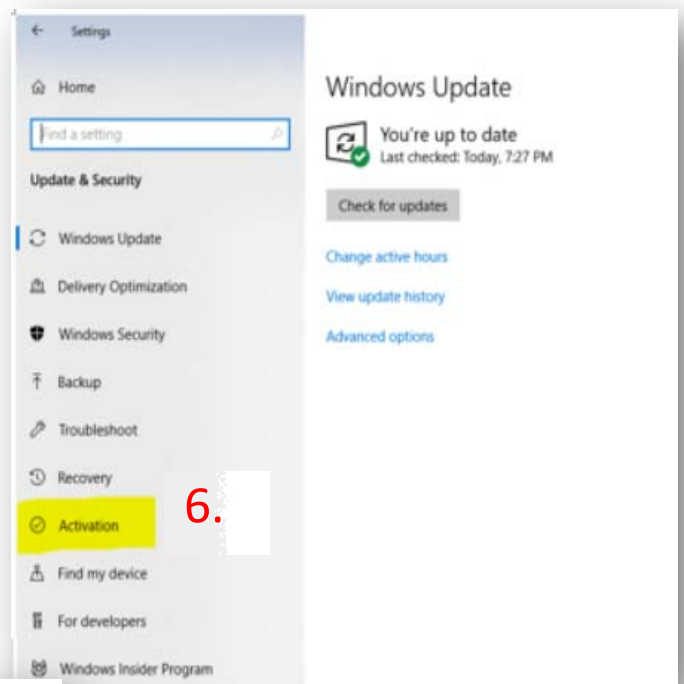 Settings
Home
Find a setting
Update & Security
Windows Update
Delivery Optimization
Windows Security
Backup
Troubleshoot
Recovery
Activation
6.
Find my device
For developers
Windows Insider Program
Windows Update
You're up to date
Last checked: Today, 7:27 PM
Check for updates
Change active hours
View update history
Advanced options